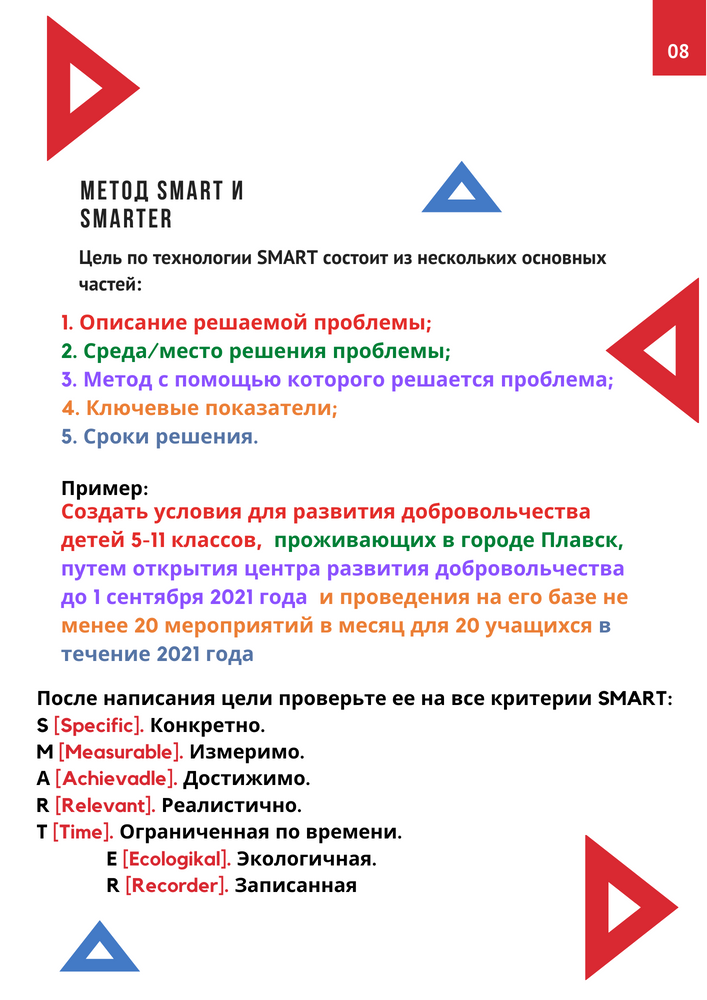 08
МЕТОД SMART И
SMARTER
Цель по технологии SMART состоит из нескольких основных
частей:
1. Описание решаемой проблемы;
2. Среда/место решения проблемы;
3. Метод с помощью которого решается проблема;
4. Ключевые показатели;
5. Сроки решения.
Пример:
Создать условия для развития добровольчества
детей 5-11 классов, проживающих в городе Плавск,
путем открытия центра развития добровольчества
до 1 сентября 2021 года и проведения на его базе не
менее 20 мероприятий в месяц для 20 учащихся в
течение 2021 года
После написания цели проверьте ее на все критерии SMART:
S [Specific]. Конкретно.
M [Measurable]. Измеримо.
A [Achievadle]. Достижимо.
R [Relevant]. Реалистично.
T [Time]. Ограниченная по времени.
E [Ecologikal]. Экологичная.
R [Recorder]. Записанная